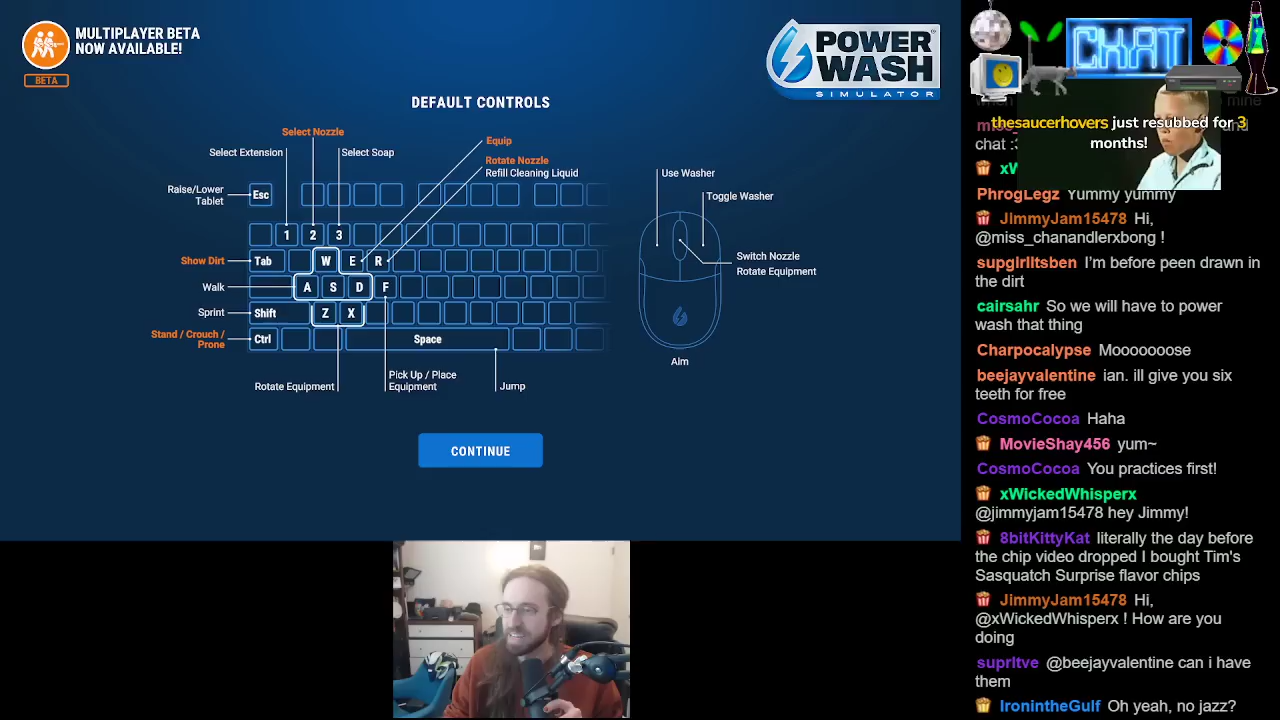 MULTIPLAYER BETA
NOW AVAILABLE!
BETA
POWER
WASH
SIMULATOR
DEFAULT CONTROLS
Select Nozzle
Select Extension
Select Soap
Equip
Rotate Nozzle
Refill Cleaning Liquid
Raise/Lower
Tablet
Esc
1 2 3
Show Dirt
Tab
W E R
Walk
A S D F
Sprint
Shift
Z X
Stand / Crouch /
Prone
Ctrl
Space
Rotate Equipment
Pick Up / Place
Equipment
Jump
Use Washer
Toggle Washer
Switch Nozzle
Rotate Equipment
Aim
CONTINUE
CHAT
thesaucerhovers just resubbed for 3
months!
when
mine
and
chat :3
PhrogLegz Yummy yummy
JImmyJam15478 Hi,
@miss_chanandlerxbong !
supgirlitsben I'm before peen drawn in
the dirt
cairsahr So we will have to power
wash that thing
Charpocalypse Mooooooose
beejayvalentine ian. ill give you six
teeth for free
CosmoCocoa Haha
MovieShay456 yum~
CosmoCocoa You practices first!
xWickedWhisperx
@jimmyjam15478 hey Jimmy!
8bitKittyKat literally the day before
the chip video dropped I bought Tim's
Sasquatch Surprise flavor chips
JImmyJam15478 Hi,
@xWickedWhisperx ! How are you
doing
suprltve @beejayvalentine can i have
them
IronintheGulf Oh yeah, no jazz?